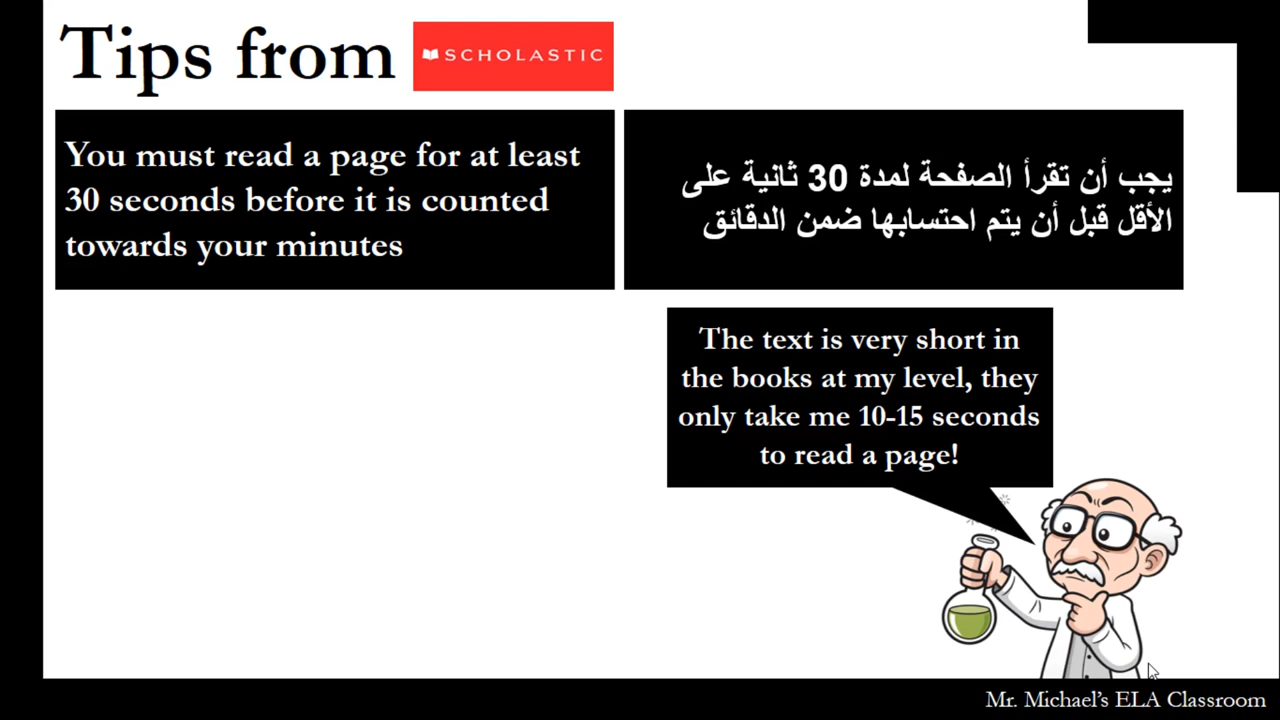 Tips from
SCHOLASTIC
You must read a page for at least
30 seconds before it is counted
towards your minutes
يجب أن تقرأ الصفحة لمدة 30 ثانية على
الأقل قبل أن يتم احتسابها ضمن الدقائق
The text is very short in
the books at my level, they
only take me 10-15 seconds
to read a page!
Mr. Michael's ELA Classroom